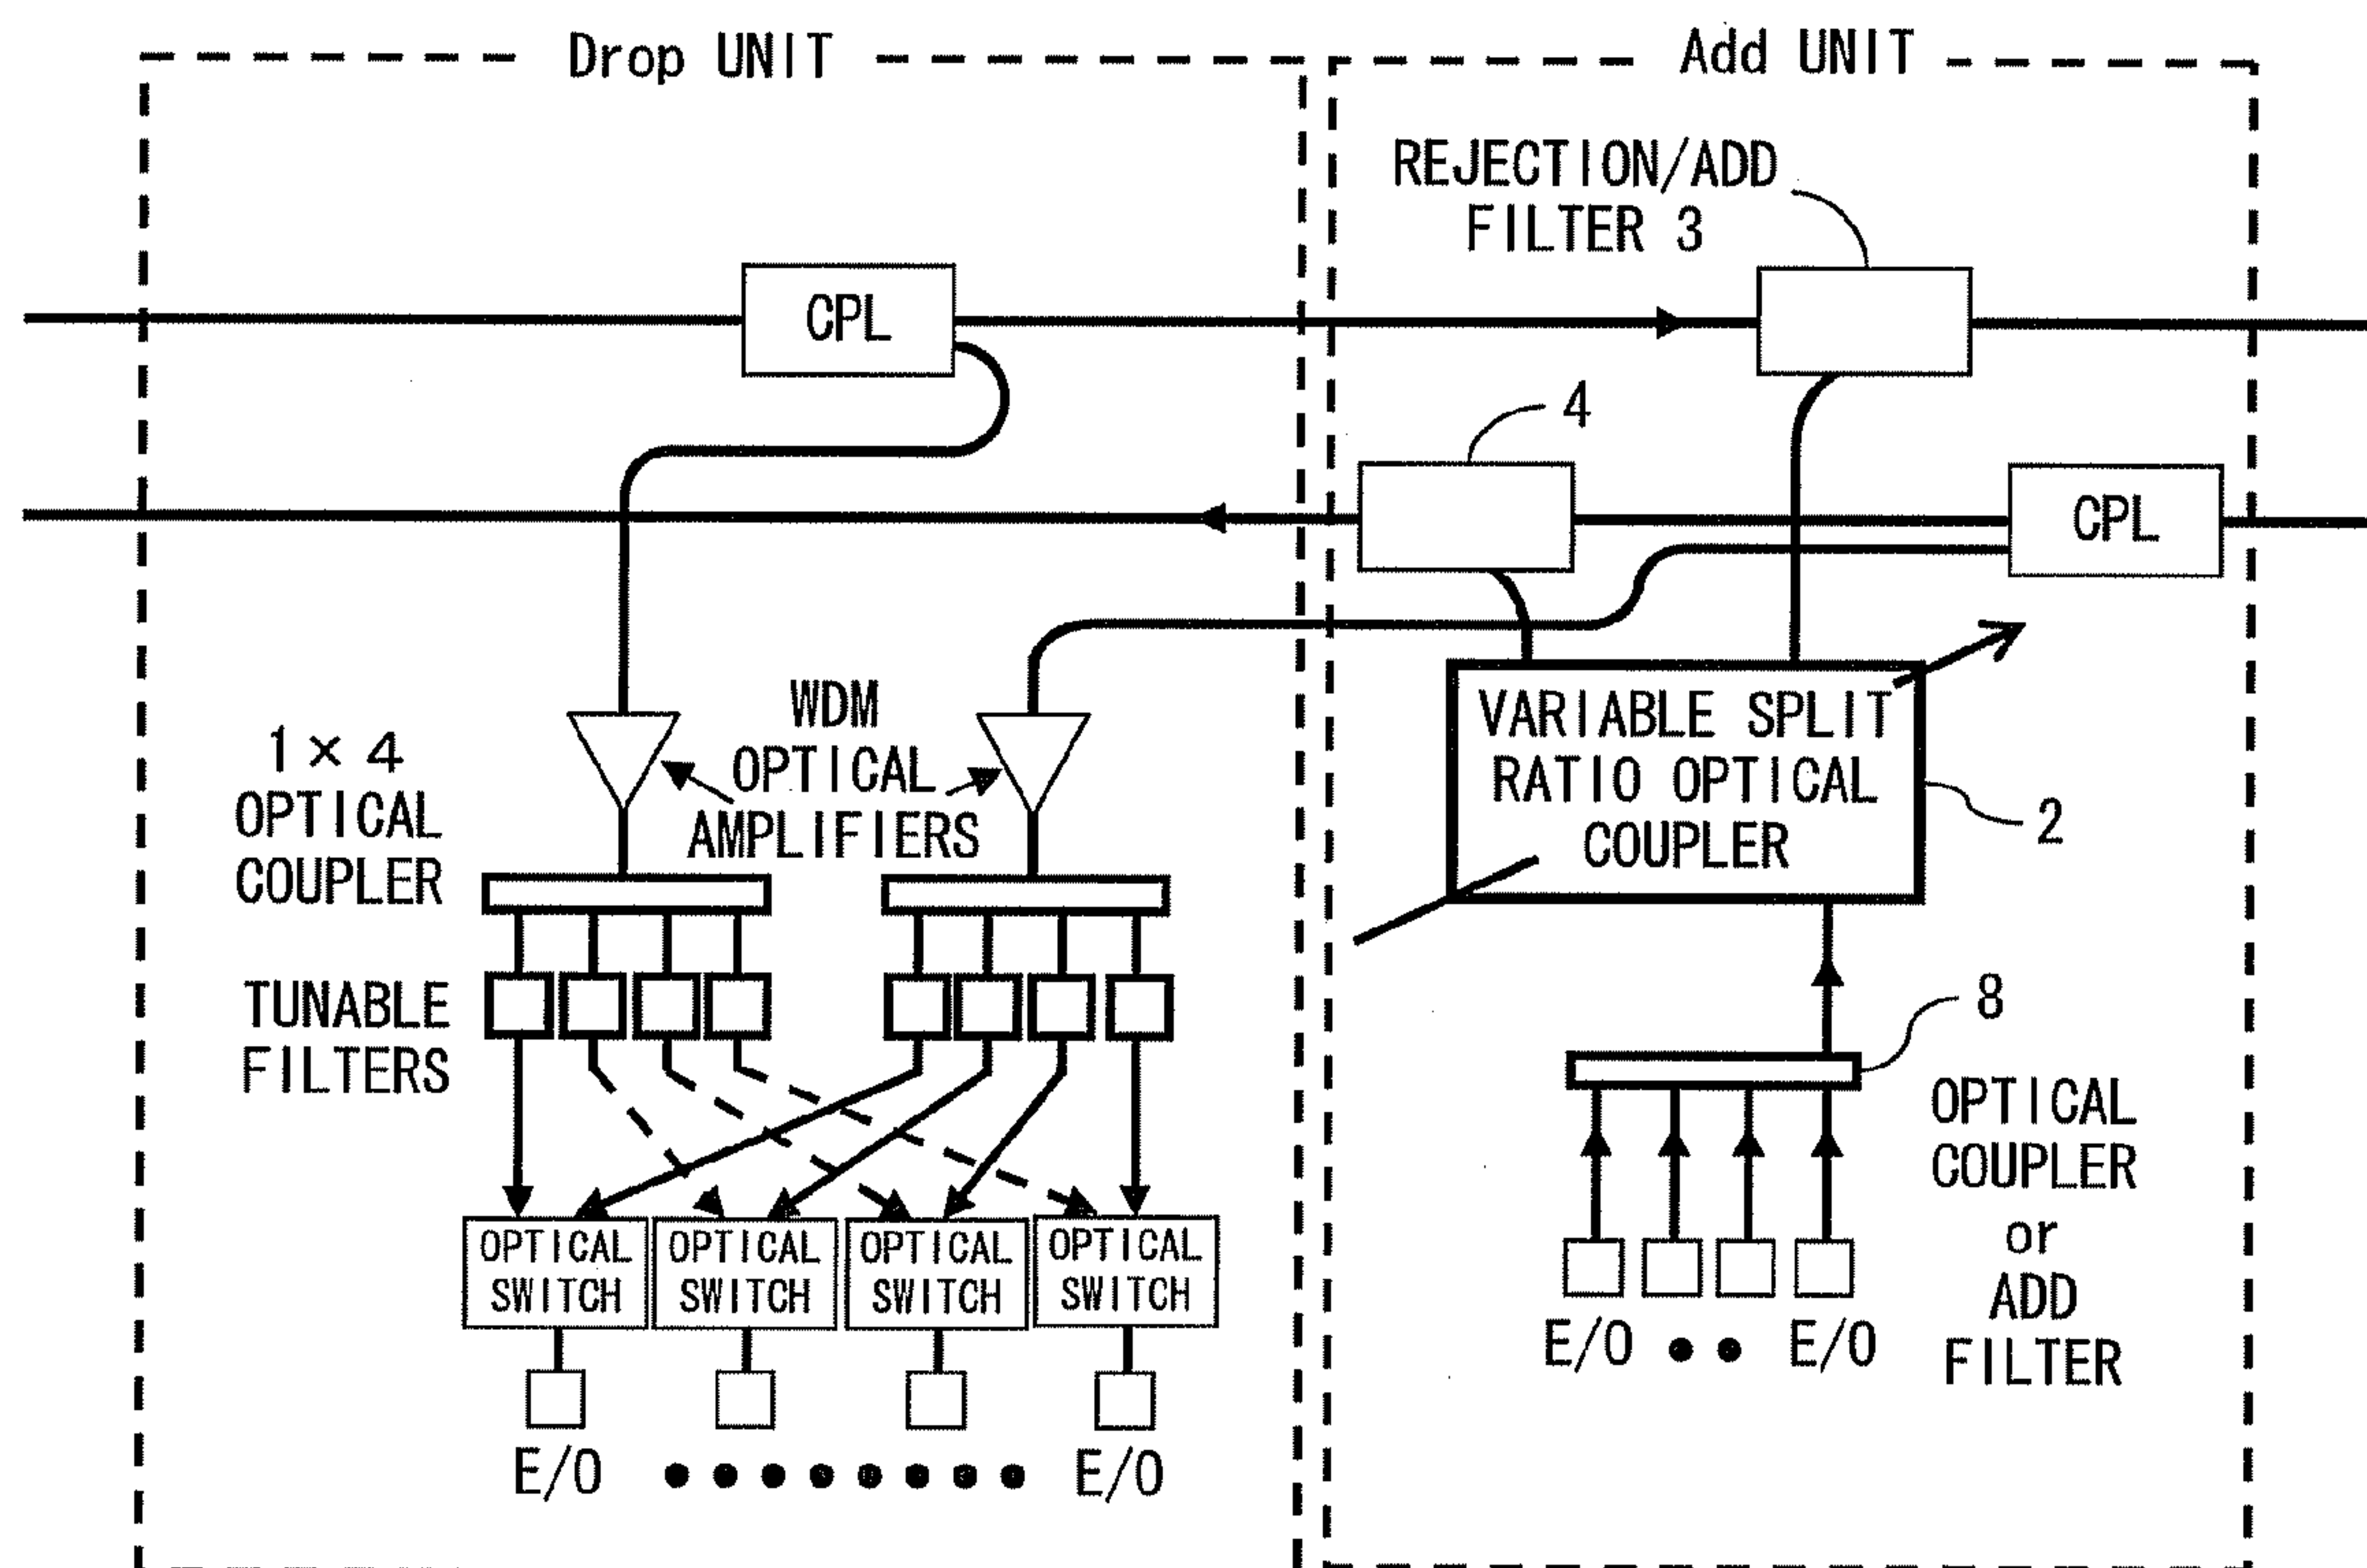 Drop UNIT
Add UNIT
REJECTION/ADD
FILTER 3
CPL
4
CPL
1×4
OPTICAL
COUPLER
WDM
OPTICAL
AMPLIFIERS
VARIABLE SPLIT
RATIO OPTICAL
COUPLER
2
TUNABLE
FILTERS
8
OPTICAL
COUPLER
or
ADD
FILTER
OPTICAL
SWITCH
OPTICAL
SWITCH
OPTICAL
SWITCH
OPTICAL
SWITCH
E/O •• E/O
E/O •••••••• E/O